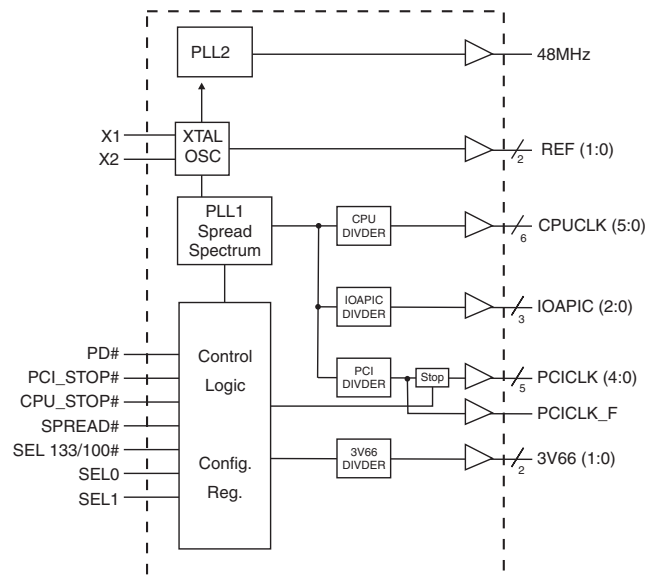 PLL2
48MHz
X1
X2
XTAL
OSC
2
REF (1:0)
PLL1
Spread
Spectrum
CPU
DIVDER
6
CPUCLK (5:0)
IOAPIC
DIVDER
3
IOAPIC (2:0)
PCI
DIVDER
Stop
5
PCICLK (4:0)
PCICLK_F
3V66
DIVDER
2
3V66 (1:0)
PD#
PCI_STOP#
CPU_STOP#
SPREAD#
SEL 133/100#
SEL0
SEL1
Control
Logic
Config.
Reg.